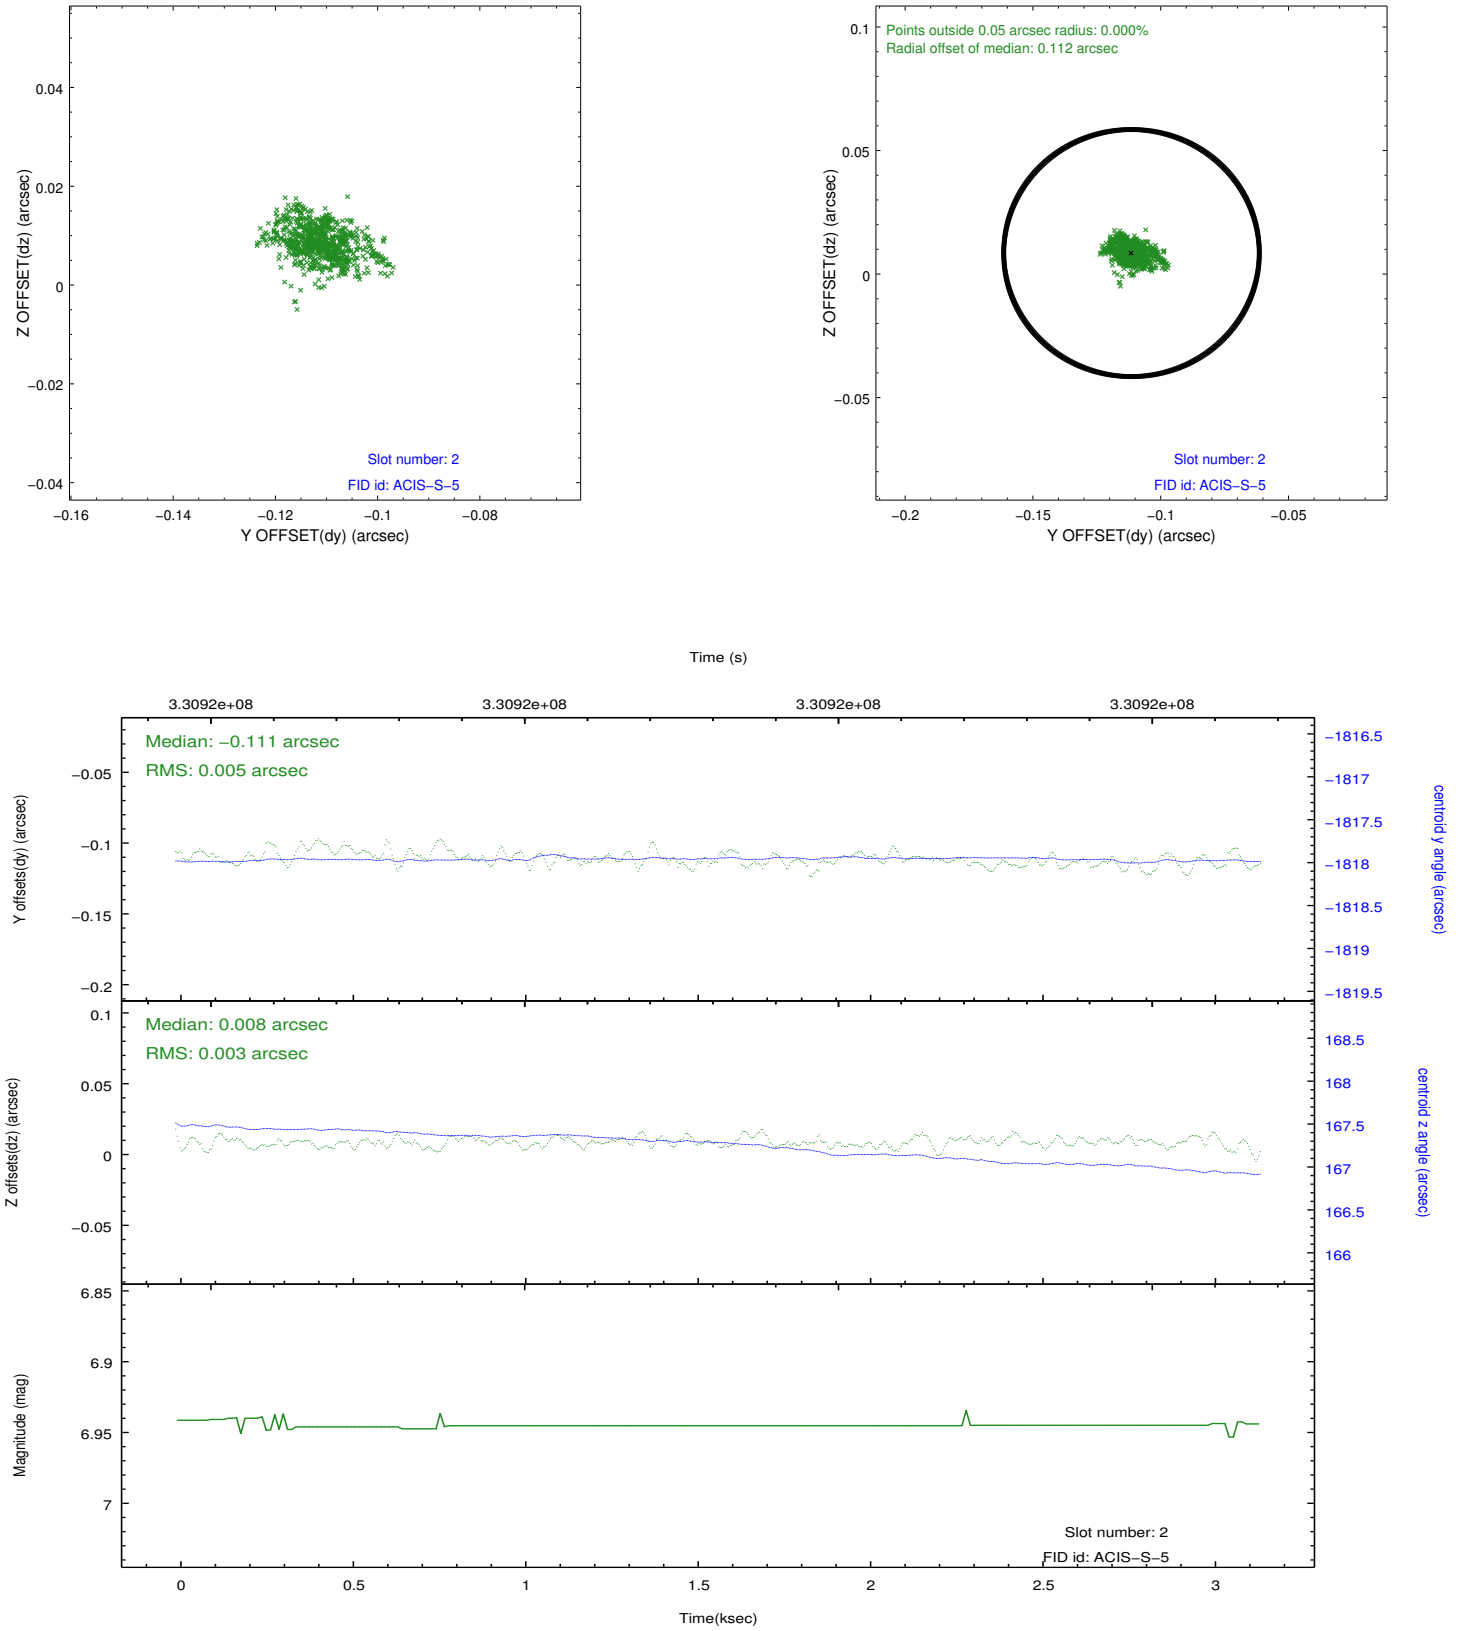 0.04
0.02
0
−0.02
−0.04
Z OFFSET(dz) (arcsec)
Slot number: 2
FID id: ACIS−S−5
−0.16 −0.14 −0.12 −0.1 −0.08
Y OFFSET(dy) (arcsec)
Points outside 0.05 arcsec radius: 0.000%
Radial offset of median: 0.112 arcsec
0.1
0.05
0
−0.05
Z OFFSET(dz) (arcsec)
Slot number: 2
FID id: ACIS−S−5
−0.2 −0.15 −0.1 −0.05
Y OFFSET(dy) (arcsec)
Time (s)
3.3092e+08 3.3092e+08 3.3092e+08 3.3092e+08
Median: −0.111 arcsec
RMS: 0.005 arcsec
−0.05
−0.1
−0.15
−0.2
Y offsets(dy) (arcsec)
−1816.5
−1817
−1817.5
−1818
−1818.5
−1819
−1819.5
centroid y angle (arcsec)
Median: 0.008 arcsec
RMS: 0.003 arcsec
0.1
0.05
0
−0.05
Z offsets(dz) (arcsec)
168.5
168
167.5
167
166.5
166
centroid z angle (arcsec)
6.85
6.9
6.95
7
Magnitude (mag)
Slot number: 2
FID id: ACIS−S−5
0 0.5 1 1.5 2 2.5 3
Time(ksec)